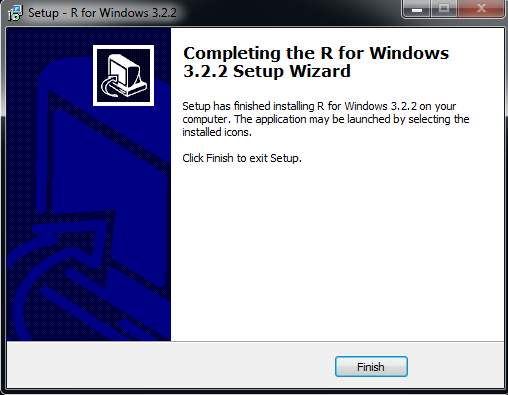 Setup - R for Windows 3.2.2
Completing the R for Windows
3.2.2 Setup Wizard
Setup has finished installing R for Windows 3.2.2 on your
computer. The application may be launched by selecting the
installed icons.
Click Finish to exit Setup.
Finish